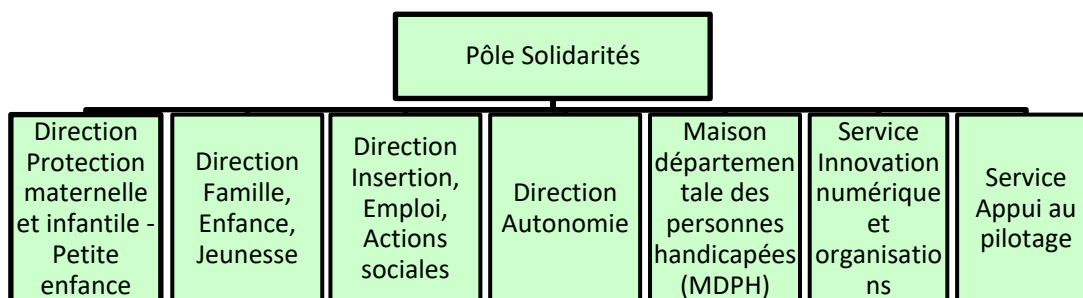 Pôle Solidarités
Direction
Protection
maternelle
et infantile -
Petite
enfance
Direction
Famille,
Enfance,
Jeunesse
Direction
Insertion,
Emploi,
Actions
sociales
Direction
Autonomie
Maison
départemen
tale des
personnes
handicapées
(MDPH)
Service
Innovation
numérique
et
organisatio
ns
Service
Appui au
pilotage